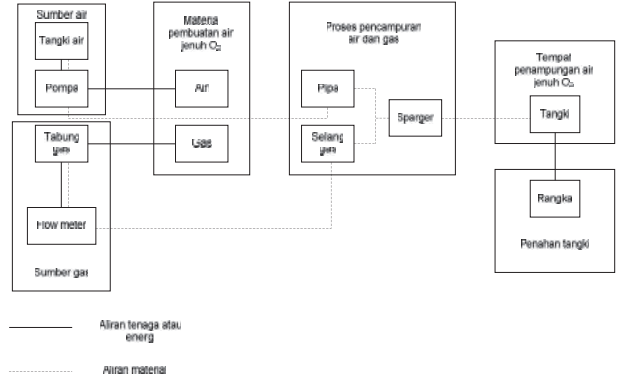 Sumber air
Tangki air
Pompa
Tabung
gas
Flow meter
Sumber gas
Material
pembuatan air
jenuh O₂
Air
Gas
Proses pencampuran
air dan gas
Pipa
Selang
gas
Sparger
Tempat
penampungan air
jenuh O₂
Tangki
Rangka
Penahan tangki
Aliran tenaga atau
energi
Aliran material